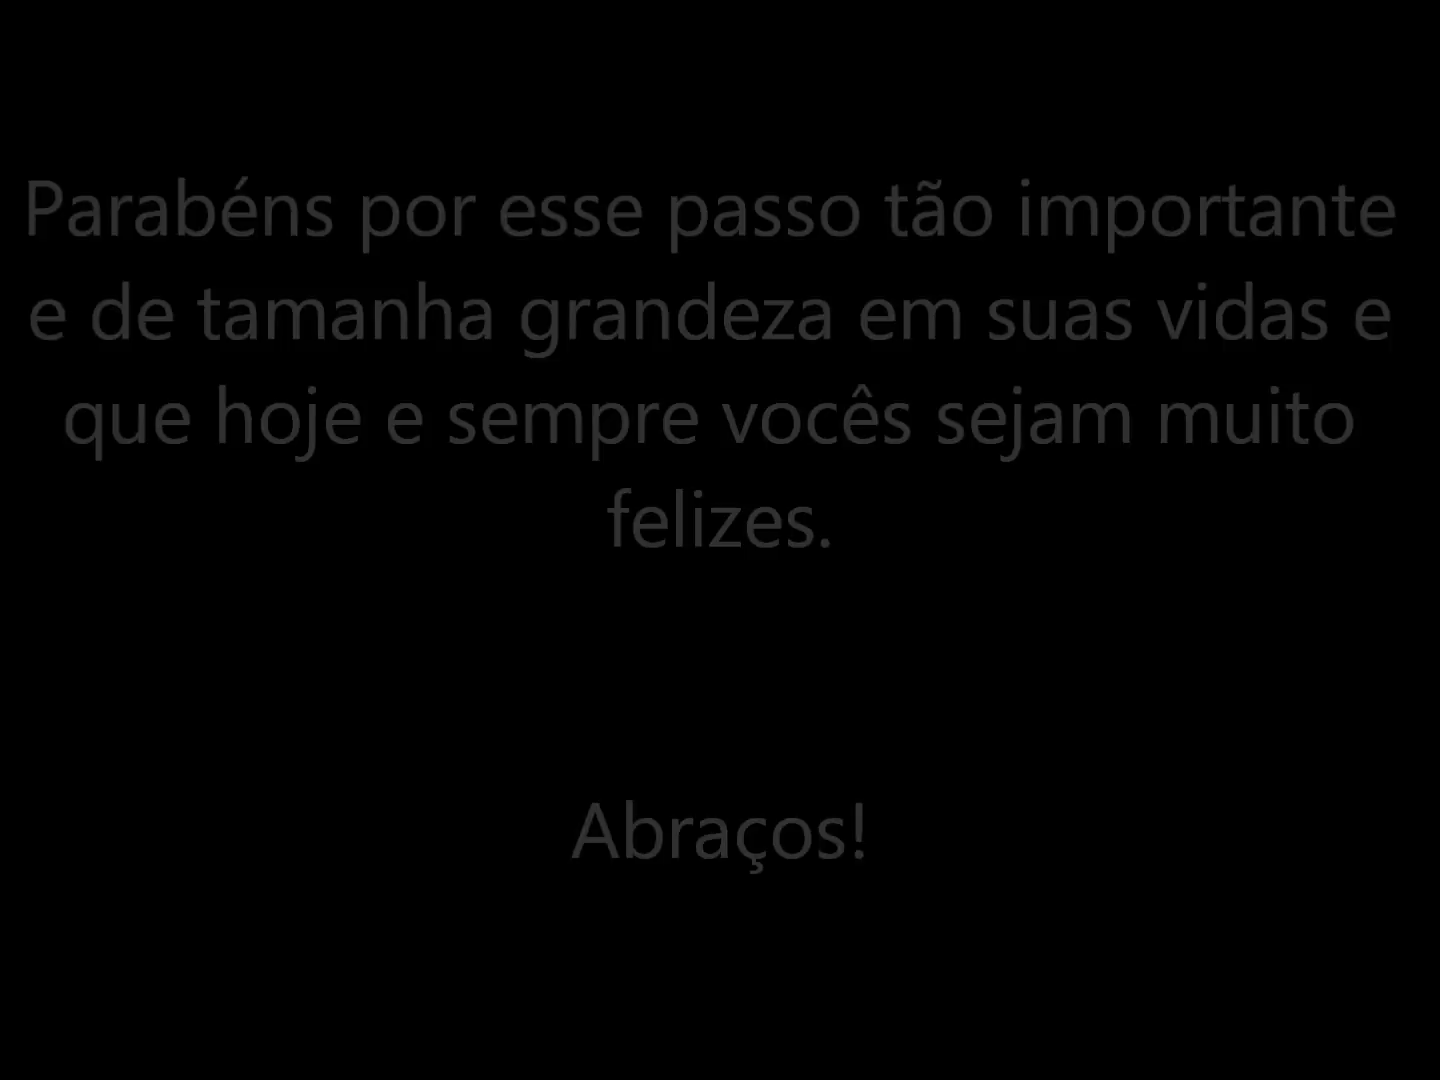 Parabéns por esse passo tão importante
e de tamanha grandeza em suas vidas e
que hoje e sempre vocês sejam muito
felizes.
Abraços!